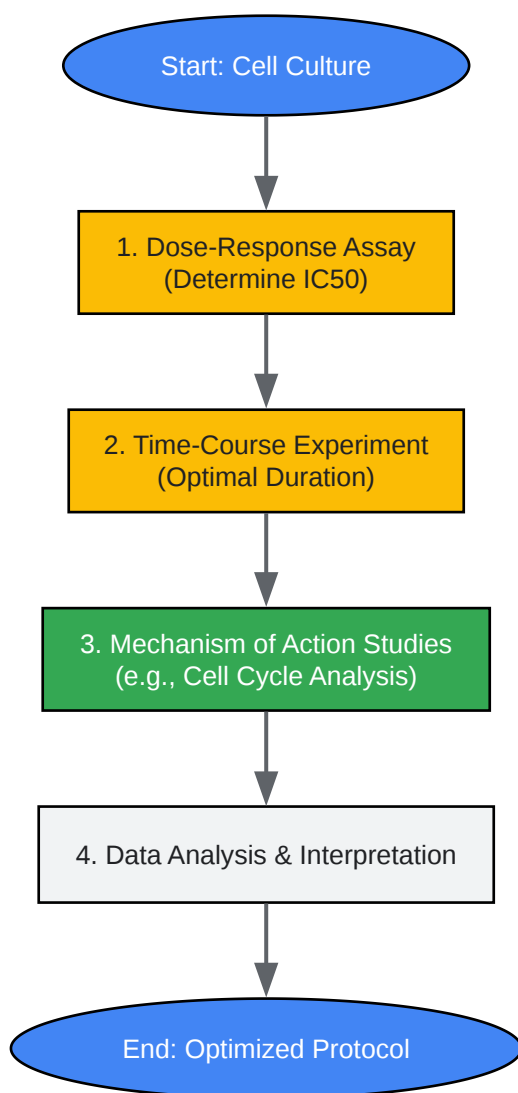 Start: Cell Culture
1. Dose-Response Assay
(Determine IC50)
2. Time-Course Experiment
(Optimal Duration)
3. Mechanism of Action Studies
(e.g., Cell Cycle Analysis)
4. Data Analysis & Interpretation
End: Optimized Protocol